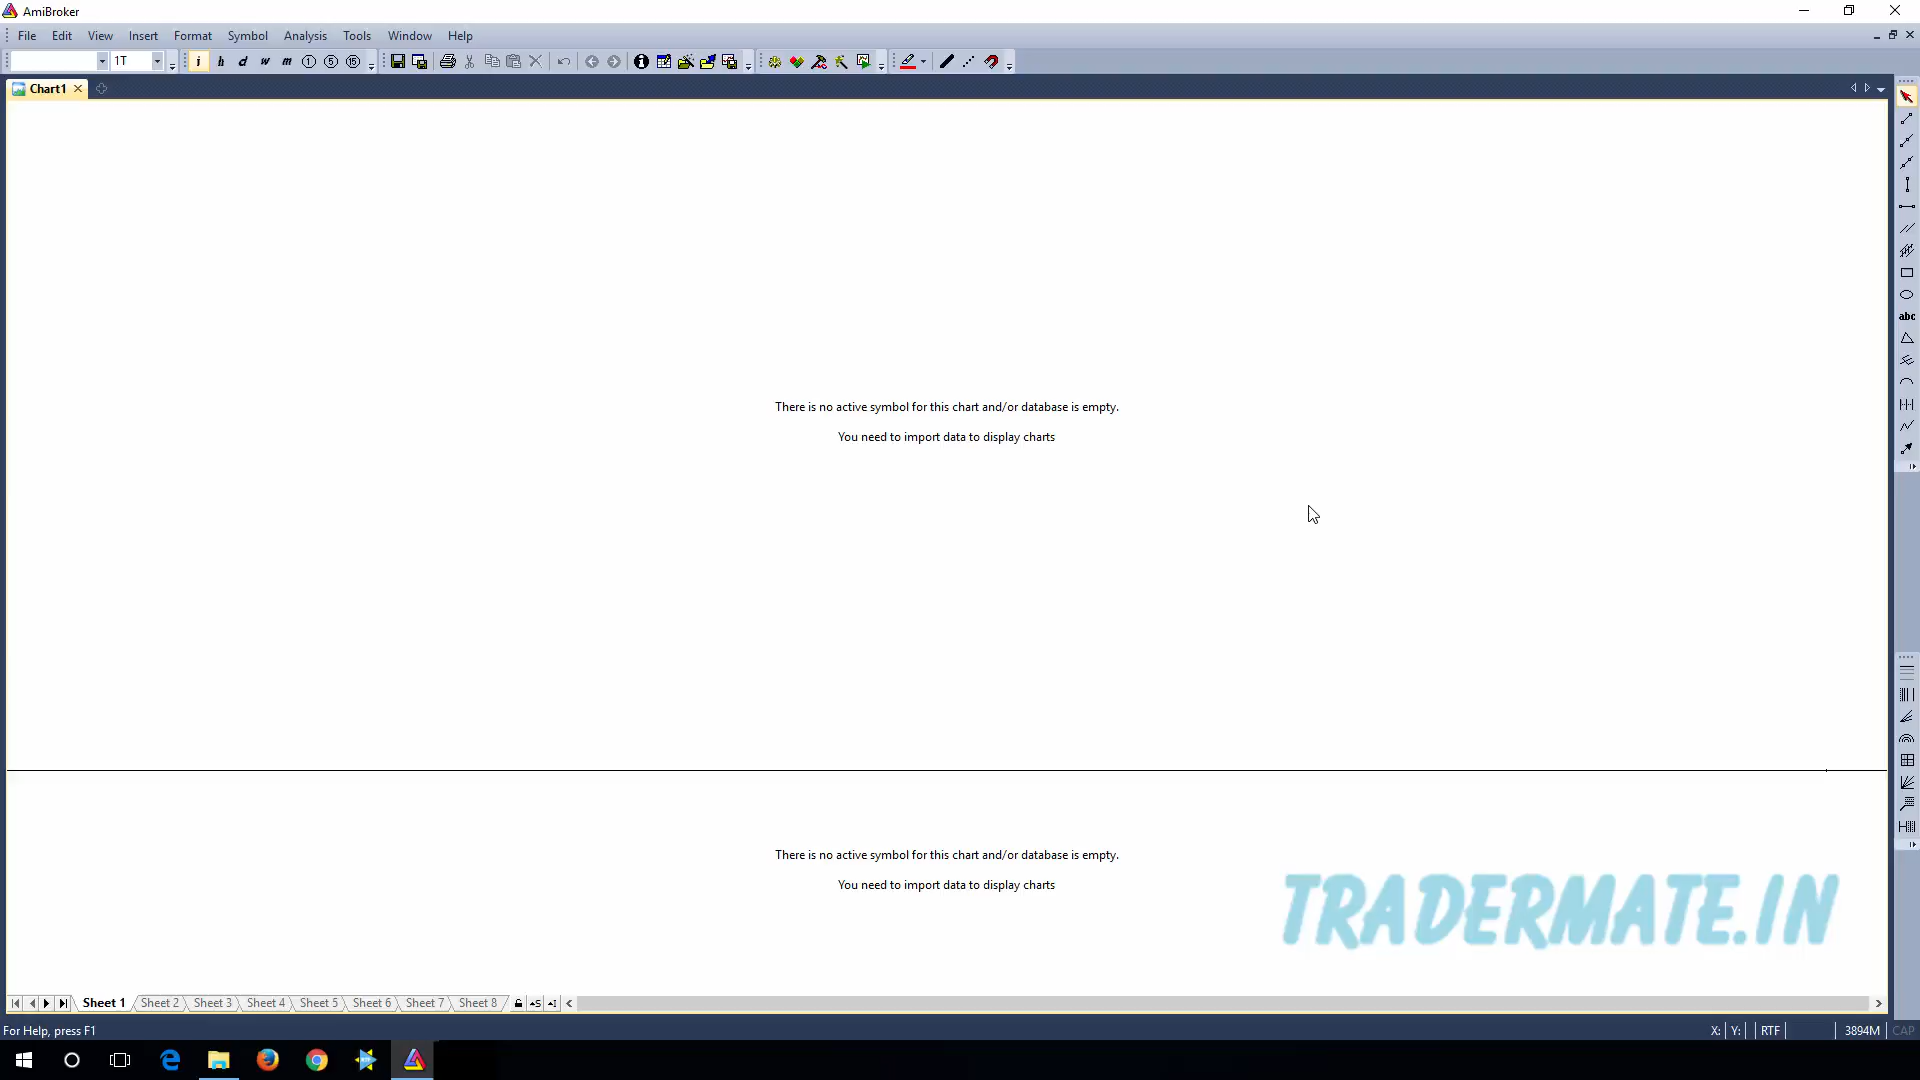 AmiBroker
File Edit View Insert Format Symbol Analysis Tools Window Help
1T i h d w m 1 5 15
Chart1
There is no active symbol for this chart and/or database is empty.
You need to import data to display charts
abc
There is no active symbol for this chart and/or database is empty.
You need to import data to display charts
TRADERMATE.IN
Sheet 1 Sheet 2 Sheet 3 Sheet 4 Sheet 5 Sheet 6 Sheet 7 Sheet 8
For Help, press F1 X: Y: RTF 3894M CAP